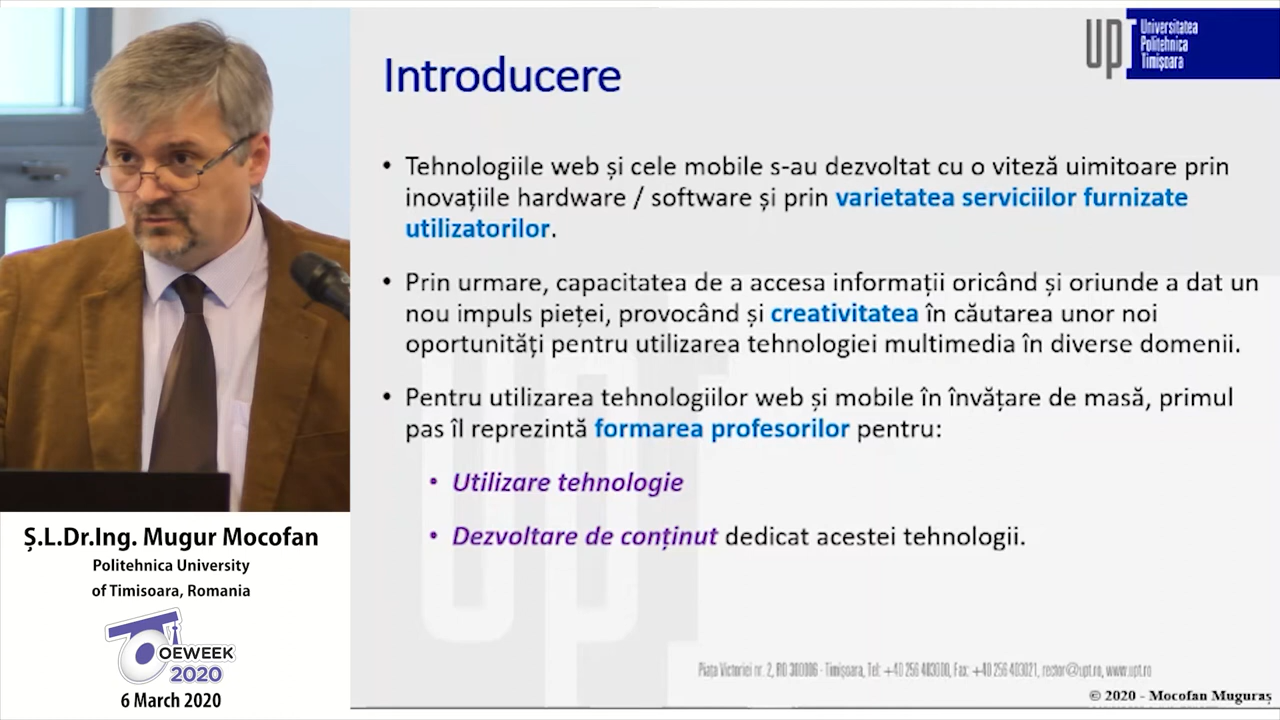 Introducere
UPT
Universitatea
Politehnica
Timișoara
• Tehnologiile web și cele mobile s-au dezvoltat cu o viteză uimitoare prin
inovațiile hardware / software și prin varietatea serviciilor furnizate
utilizatorilor.
• Prin urmare, capacitatea de a accesa informații oricând și oriunde a dat un
nou impuls pieței, provocând și creativitatea în căutarea unor noi
oportunități pentru utilizarea tehnologiei multimedia în diverse domenii.
• Pentru utilizarea tehnologiilor web și mobile în învățare de masă, primul
pas îl reprezintă formarea profesorilor pentru:
• Utilizare tehnologie
• Dezvoltare de conținut dedicat acestei tehnologii.
Piața Victoriei nr. 2, RO 300006 - Timișoara, Tel: +40 256 403000, Fax: +40 256 403021, rector@upt.ro, www.upt.ro
© 2020 - Mocofan Muguraș
Ș.L.Dr.Ing. Mugur Mocofan
Politehnica University
of Timisoara, Romania
OEWEEK
2020
6 March 2020